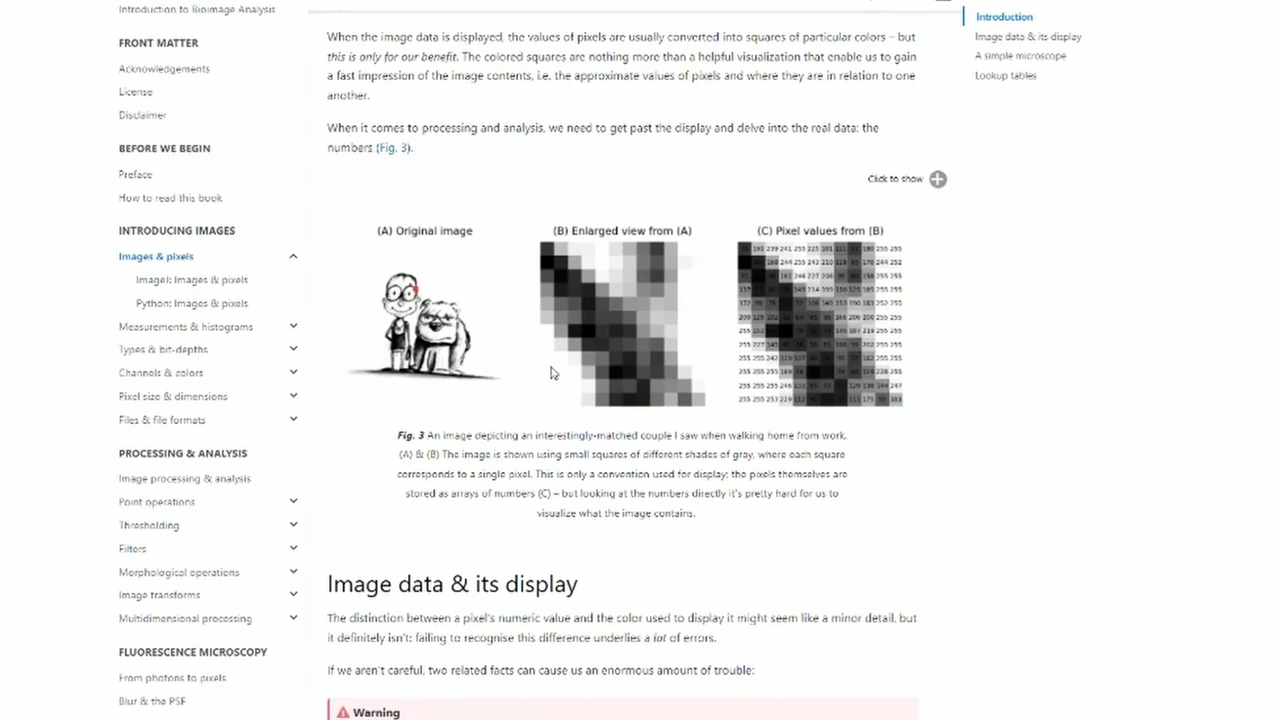 Introduction to Bioimage Analysis
FRONT MATTER
Acknowledgements
License
Disclaimer
BEFORE WE BEGIN
Preface
How to read this book
INTRODUCING IMAGES
Images & pixels
ImageJ: Images & pixels
Python: Images & pixels
Measurements & histograms
Types & bit-depths
Channels & colors
Pixel size & dimensions
Files & file formats
PROCESSING & ANALYSIS
Image processing & analysis
Point operations
Thresholding
Filters
Morphological operations
Image transforms
Multidimensional processing
FLUORESCENCE MICROSCOPY
From photons to pixels
Blur & the PSF
When the image data is displayed, the values of pixels are usually converted into squares of particular colors – but
this is only for our benefit. The colored squares are nothing more than a helpful visualization that enable us to gain
a fast impression of the image contents, i.e. the approximate values of pixels and where they are in relation to one
another.
When it comes to processing and analysis, we need to get past the display and delve into the real data: the
numbers (Fig. 3).
Click to show
(A) Original image
(B) Enlarged view from (A)
(C) Pixel values from (B)
Fig. 3 An image depicting an interestingly-matched couple I saw when walking home from work.
(A) & (B) The image is shown using small squares of different shades of gray, where each square
corresponds to a single pixel. This is only a convention used for display; the pixels themselves are
stored as arrays of numbers (C) – but looking at the numbers directly it's pretty hard for us to
visualize what the image contains.
Image data & its display
The distinction between a pixel's numeric value and the color used to display it might seem like a minor detail, but
it definitely isn't: failing to recognise this difference underlies a lot of errors.
If we aren't careful, two related facts can cause us an enormous amount of trouble:
Warning
Introduction
Image data & its display
A simple microscope
Lookup tables